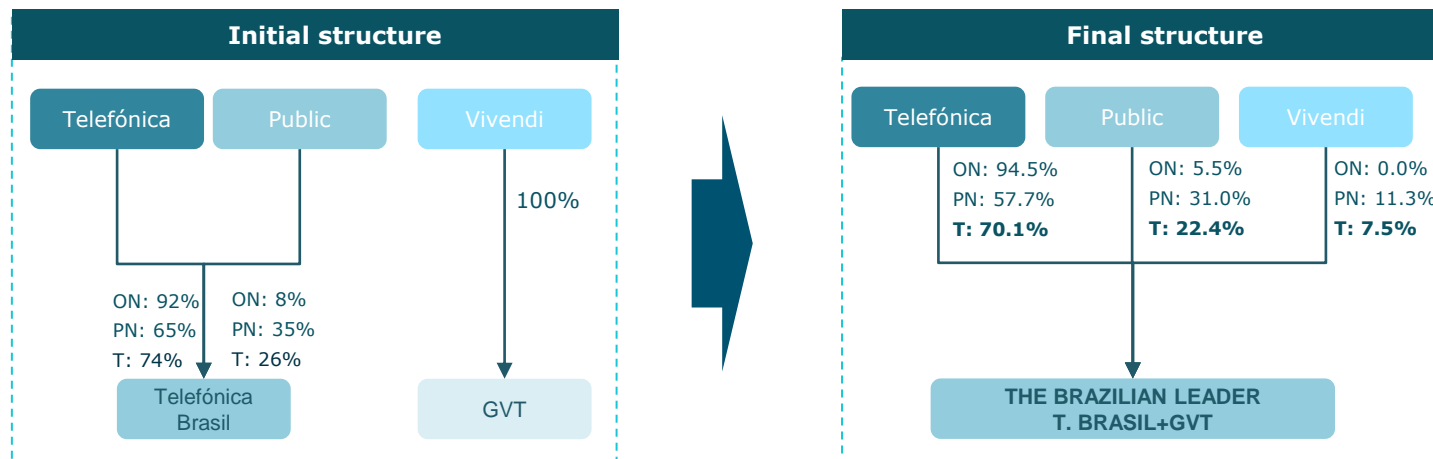 Initial structure
Telefónica
Public
Vivendi
100%
ON: 92%
PN: 65%
T: 74%
ON: 8%
PN: 35%
T: 26%
Telefónica
Brasil
GVT
Final structure
Telefónica
Public
Vivendi
ON: 94.5%
PN: 57.7%
T: 70.1%
ON: 5.5%
PN: 31.0%
T: 22.4%
ON: 0.0%
PN: 11.3%
T: 7.5%
THE BRAZILIAN LEADER
T. BRASIL+GVT